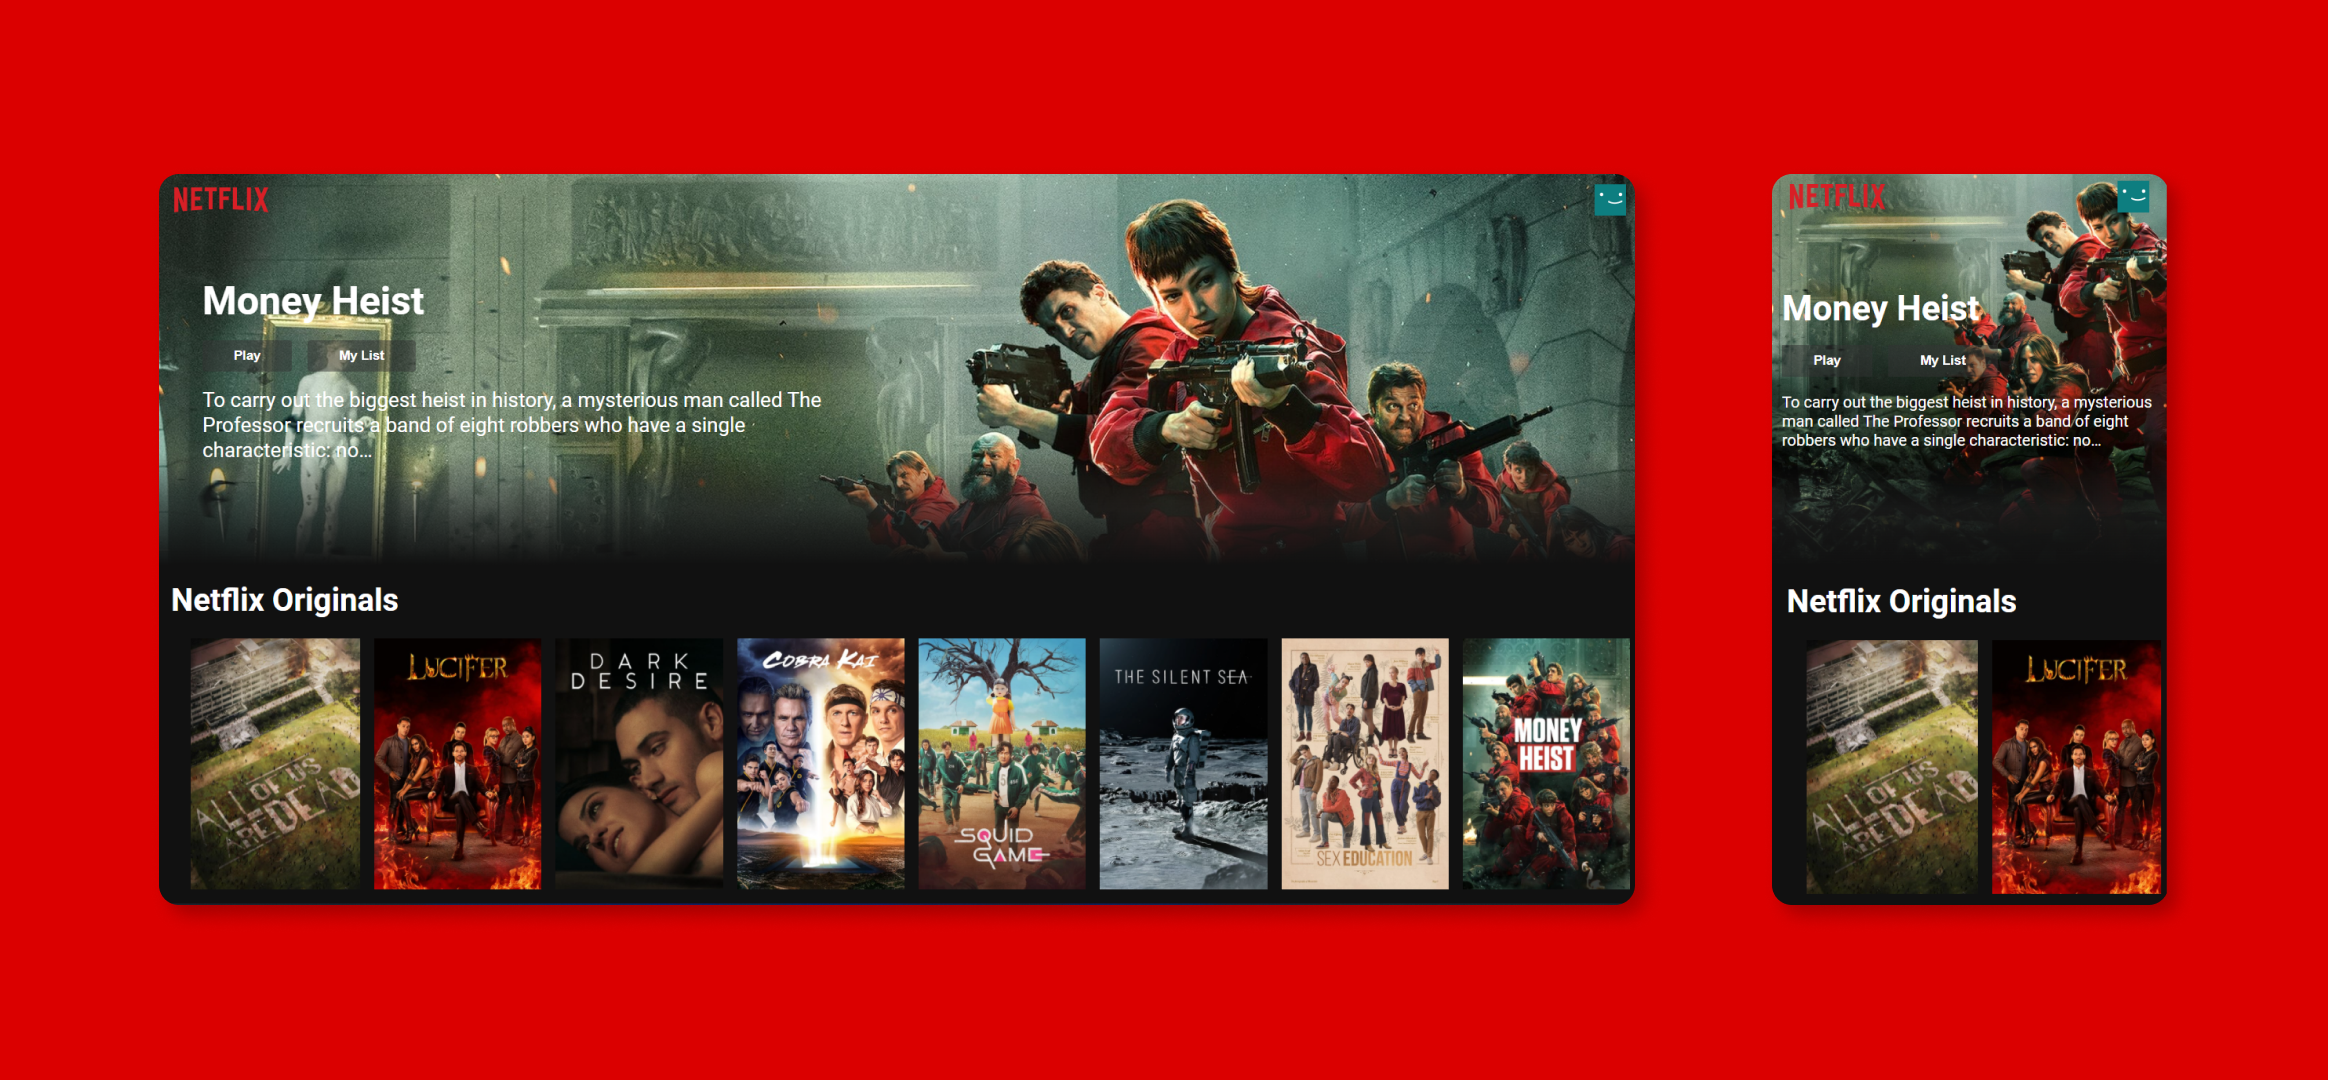 NETFLIX
Money Heist
Play
My List
To carry out the biggest heist in history, a mysterious man called The
Professor recruits a band of eight robbers who have a single
characteristic: no...
Netflix Originals
ALL OF US
ARE DEAD
LUCIFER
DARK
DESIRE
COBRA KAI
SQUID
GAME
THE SILENT SEA
SEX EDUCATION
MONEY
HEIST
NETFLIX
Money Heist
Play
My List
To carry out the biggest heist in history, a mysterious
man called The Professor recruits a band of eight
robbers who have a single characteristic: no...
Netflix Originals
ALL OF US
ARE DEAD
LUCIFER